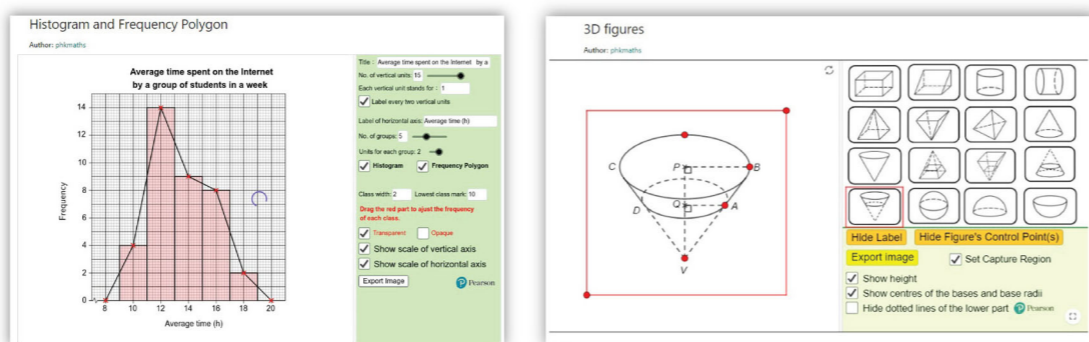 Histogram and Frequency Polygon
Author: phkmaths
Average time spent on the Internet
by a group of students in a week
Frequency
14
12
10
8
6
4
2
0
8 10 12 14 16 18 20
Average time (h)
Title : Average time spent on the Internet by a
No. of vertical units: 15
Each vertical unit stands for : 1
Label every two vertical units
Label of horizontal axis: Average time (h)
No. of groups: 5
Units for each group: 2
Histogram Frequency Polygon
Class width: 2 Lowest class mark: 10
Drag the red part to ajust the frequency
of each class.
Transparent Opaque
Show scale of vertical axis
Show scale of horizontal axis
Export Image Pearson
3D figures
Author: phkmaths
C P B
D Q A
V
Hide Label Hide Figure's Control Point(s)
Export image Set Capture Region
Show height
Show centres of the bases and base radii
Hide dotted lines of the lower part Pearson